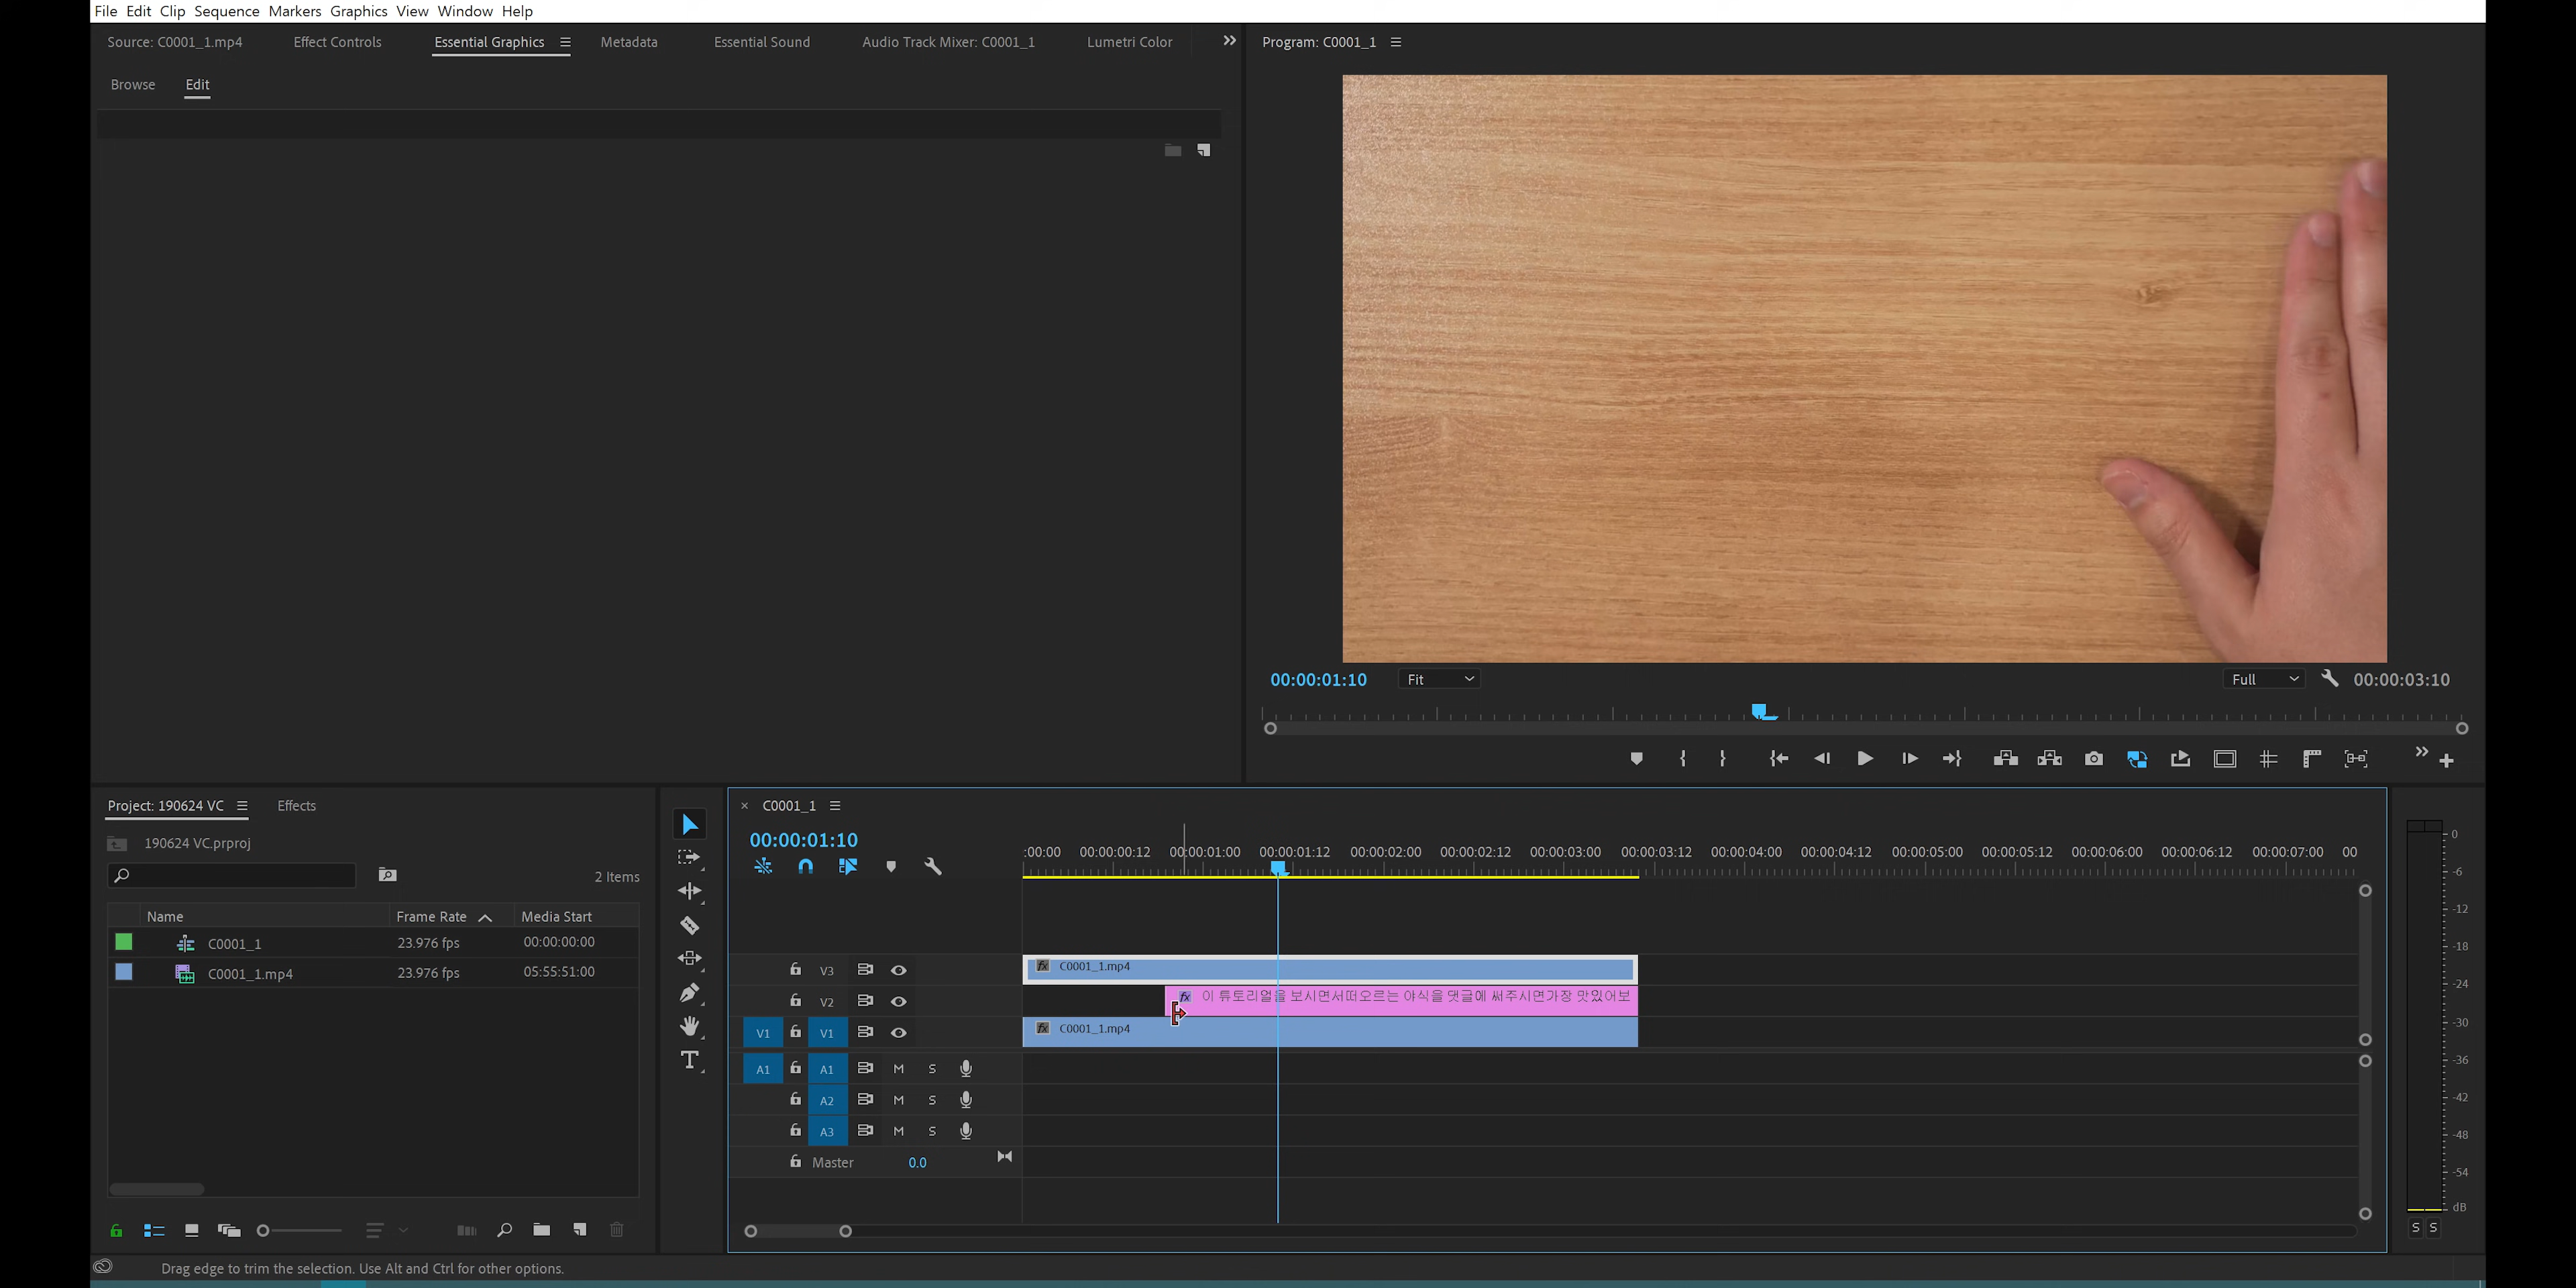 File Edit Clip Sequence Markers Graphics View Window Help
Source: C0001_1.mp4 Effect Controls Essential Graphics Metadata Essential Sound Audio Track Mixer: C0001_1 Lumetri Color
Program: C0001_1
Browse Edit
00:00:01:10 Fit Full 00:00:03:10
Project: 190624 VC Effects
190624 VC.prproj
2 Items
Name Frame Rate Media Start
C0001_1 23.976 fps 00:00:00:00
C0001_1.mp4 23.976 fps 05:55:51:00
C0001_1
00:00:01:10
:00:00 00:00:00:12 00:00:01:00 00:00:01:12 00:00:02:00 00:00:02:12 00:00:03:00 00:00:03:12 00:00:04:00 00:00:04:12 00:00:05:00 00:00:05:12 00:00:06:00 00:00:06:12 00:00:07:00 00
V3 fx C0001_1.mp4
V2 fx 이 튜토리얼을 보시면서떠오르는 야식을 댓글에 써주시면가장 맛있어보
V1 V1 fx C0001_1.mp4
A1 A1 M S
A2 M S
A3 M S
Master 0.0
0
-6
-12
-18
-24
-30
-36
-42
-48
-54
dB
S S
Drag edge to trim the selection. Use Alt and Ctrl for other options.